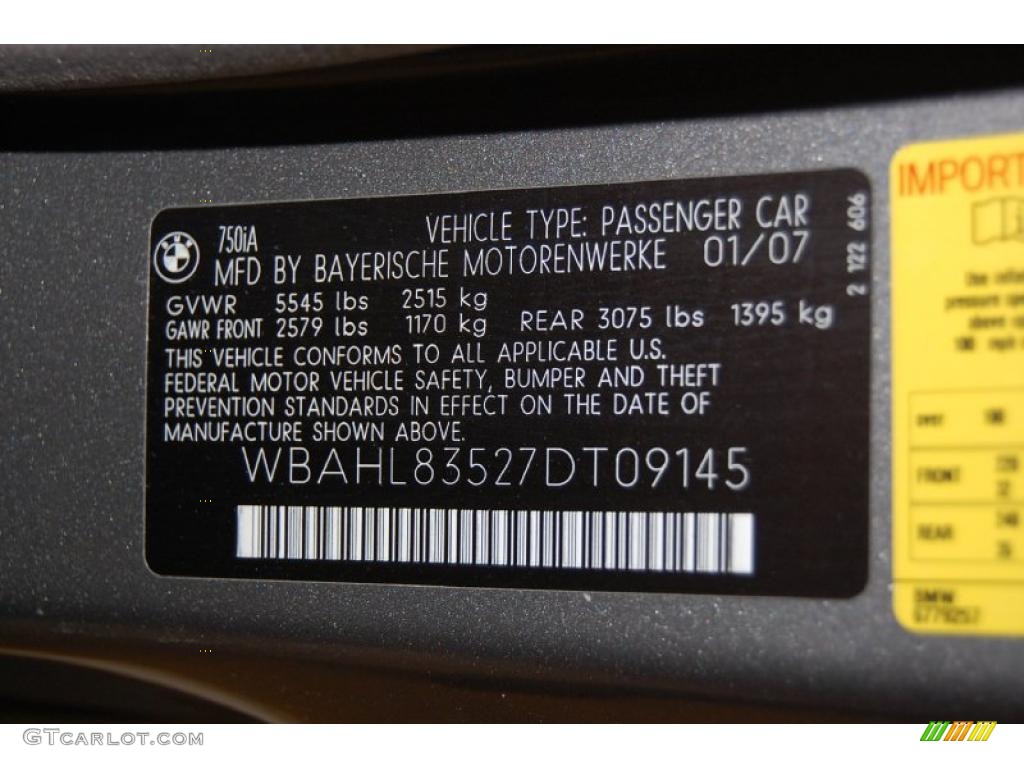 750iA
VEHICLE TYPE: PASSENGER CAR
MFD BY BAYERISCHE MOTORENWERKE 01/07
GVWR 5545 lbs 2515 kg
GAWR FRONT 2579 lbs 1170 kg REAR 3075 lbs 1395 kg
THIS VEHICLE CONFORMS TO ALL APPLICABLE U.S.
FEDERAL MOTOR VEHICLE SAFETY, BUMPER AND THEFT
PREVENTION STANDARDS IN EFFECT ON THE DATE OF
MANUFACTURE SHOWN ABOVE.
WBAHL83527DT09145
2 122 606
IMPORT
FRONT
REAR
BMW
GTCARLOT.COM